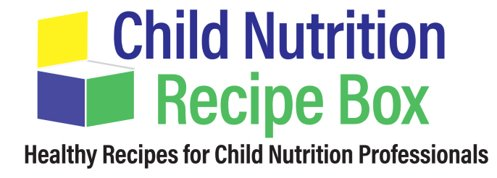 Child Nutrition
Recipe Box
Healthy Recipes for Child Nutrition Professionals